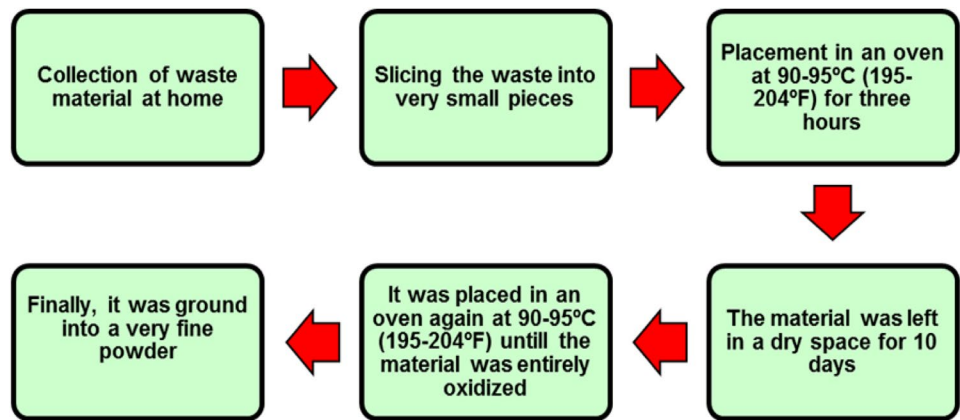 Collection of waste
material at home
Slicing the waste into
very small pieces
Placement in an oven
at 90-95ºC (195-
204ºF) for three
hours
The material was left
in a dry space for 10
days
It was placed in an
oven again at 90-95ºC
(195-204ºF) untill the
material was entirely
oxidized
Finally, it was ground
into a very fine
powder